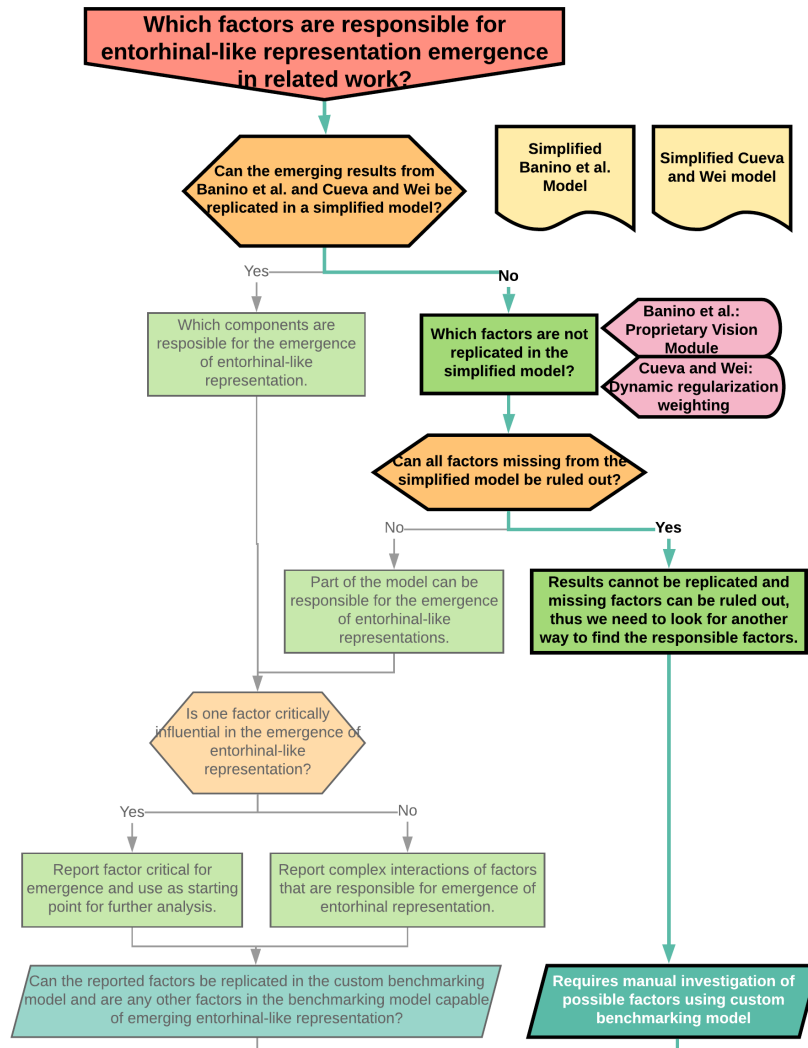 Which factors are responsible for
entorhinal-like representation emergence
in related work?
Can the emerging results from
Banino et al. and Cueva and Wei be
replicated in a simplified model?
Simplified
Banino et al.
Model
Simplified Cueva
and Wei model
Yes
No
Which components are
resposible for the emergence
of entorhinal-like
representation.
Which factors are not
replicated in the
simplified model?
Banino et al.:
Proprietary Vision
Module
Cueva and Wei:
Dynamic regularization
weighting
Can all factors missing from the
simplified model be ruled out?
No
Yes
Part of the model can be
responsible for the emergence
of entorhinal-like
representations.
Results cannot be replicated and
missing factors can be ruled out,
thus we need to look for another
way to find the responsible factors.
Is one factor critically
influential in the emergence of
entorhinal-like
representation?
Yes
No
Report factor critical for
emergence and use as starting
point for further analysis.
Report complex interactions of factors
that are responsible for emergence of
entorhinal representation.
Can the reported factors be replicated in the custom benchmarking
model and are any other factors in the benchmarking model capable
of emerging entorhinal-like representation?
Requires manual investigation of
possible factors using custom
benchmarking model